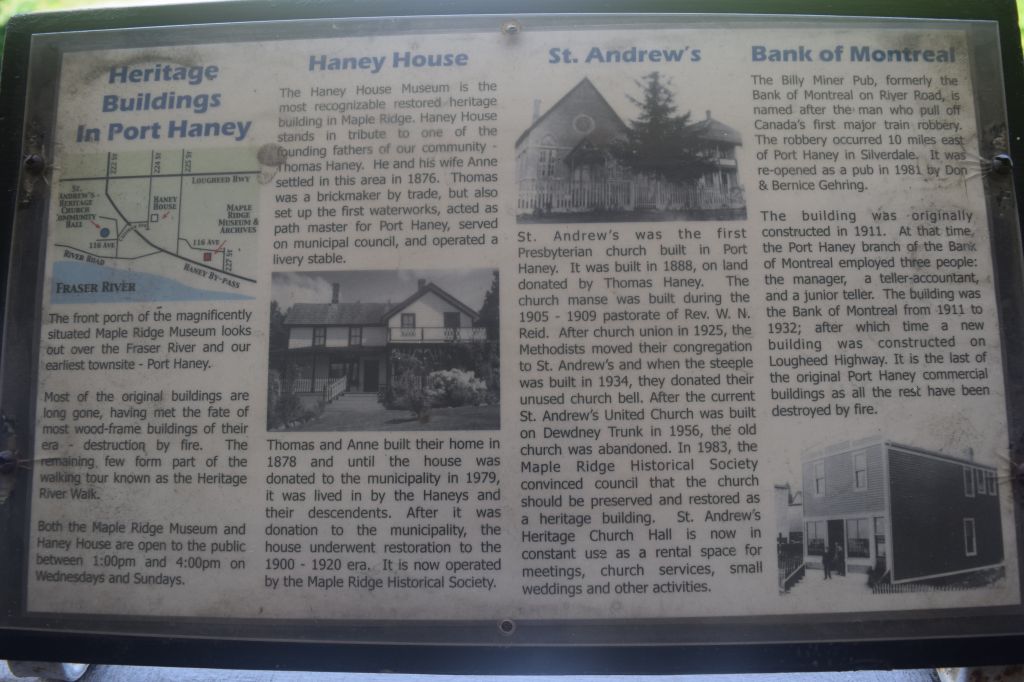 Heritage
Buildings
In Port Haney
222 ST
224 ST
225 ST
LOUGHEED HWY
ST.
ANDREW'S
HERITAGE
CHURCH
COMMUNITY
HALL
HANEY
HOUSE
MAPLE
RIDGE
MUSEUM &
ARCHIVES
116 AVE
116 AVE
227 ST
RIVER ROAD
HANEY BY-PASS
FRASER RIVER
The front porch of the magnificently
situated Maple Ridge Museum looks
out over the Fraser River and our
earliest townsite - Port Haney.
Most of the original buildings are
long gone, having met the fate of
most wood-frame buildings of their
era - destruction by fire. The
remaining few form part of the
walking tour known as the Heritage
River Walk.
Both the Maple Ridge Museum and
Haney House are open to the public
between 1:00pm and 4:00pm on
Wednesdays and Sundays.
Haney House
The Haney House Museum is the
most recognizable restored heritage
building in Maple Ridge. Haney House
stands in tribute to one of the
founding fathers of our community -
Thomas Haney. He and his wife Anne
settled in this area in 1876. Thomas
was a brickmaker by trade, but also
set up the first waterworks, acted as
path master for Port Haney, served
on municipal council, and operated a
livery stable.
Thomas and Anne built their home in
1878 and until the house was
donated to the municipality in 1979,
it was lived in by the Haneys and
their descendents. After it was
donation to the municipality, the
house underwent restoration to the
1900 - 1920 era. It is now operated
by the Maple Ridge Historical Society.
St. Andrew's
St. Andrew's was the first
Presbyterian church built in Port
Haney. It was built in 1888, on land
donated by Thomas Haney. The
church manse was built during the
1905 - 1909 pastorate of Rev. W. N.
Reid. After church union in 1925, the
Methodists moved their congregation
to St. Andrew's and when the steeple
was built in 1934, they donated their
unused church bell. After the current
St. Andrew's United Church was built
on Dewdney Trunk in 1956, the old
church was abandoned. In 1983, the
Maple Ridge Historical Society
convinced council that the church
should be preserved and restored as
a heritage building. St. Andrew's
Heritage Church Hall is now in
constant use as a rental space for
meetings, church services, small
weddings and other activities.
Bank of Montreal
The Billy Miner Pub, formerly the
Bank of Montreal on River Road, is
named after the man who pull off
Canada's first major train robbery.
The robbery occurred 10 miles east
of Port Haney in Silverdale. It was
re-opened as a pub in 1981 by Don
& Bernice Gehring.
The building was originally
constructed in 1911. At that time,
the Port Haney branch of the Bank
of Montreal employed three people:
the manager, a teller-accountant,
and a junior teller. The building was
the Bank of Montreal from 1911 to
1932; after which time a new
building was constructed on
Lougheed Highway. It is the last of
the original Port Haney commercial
buildings as all the rest have been
destroyed by fire.